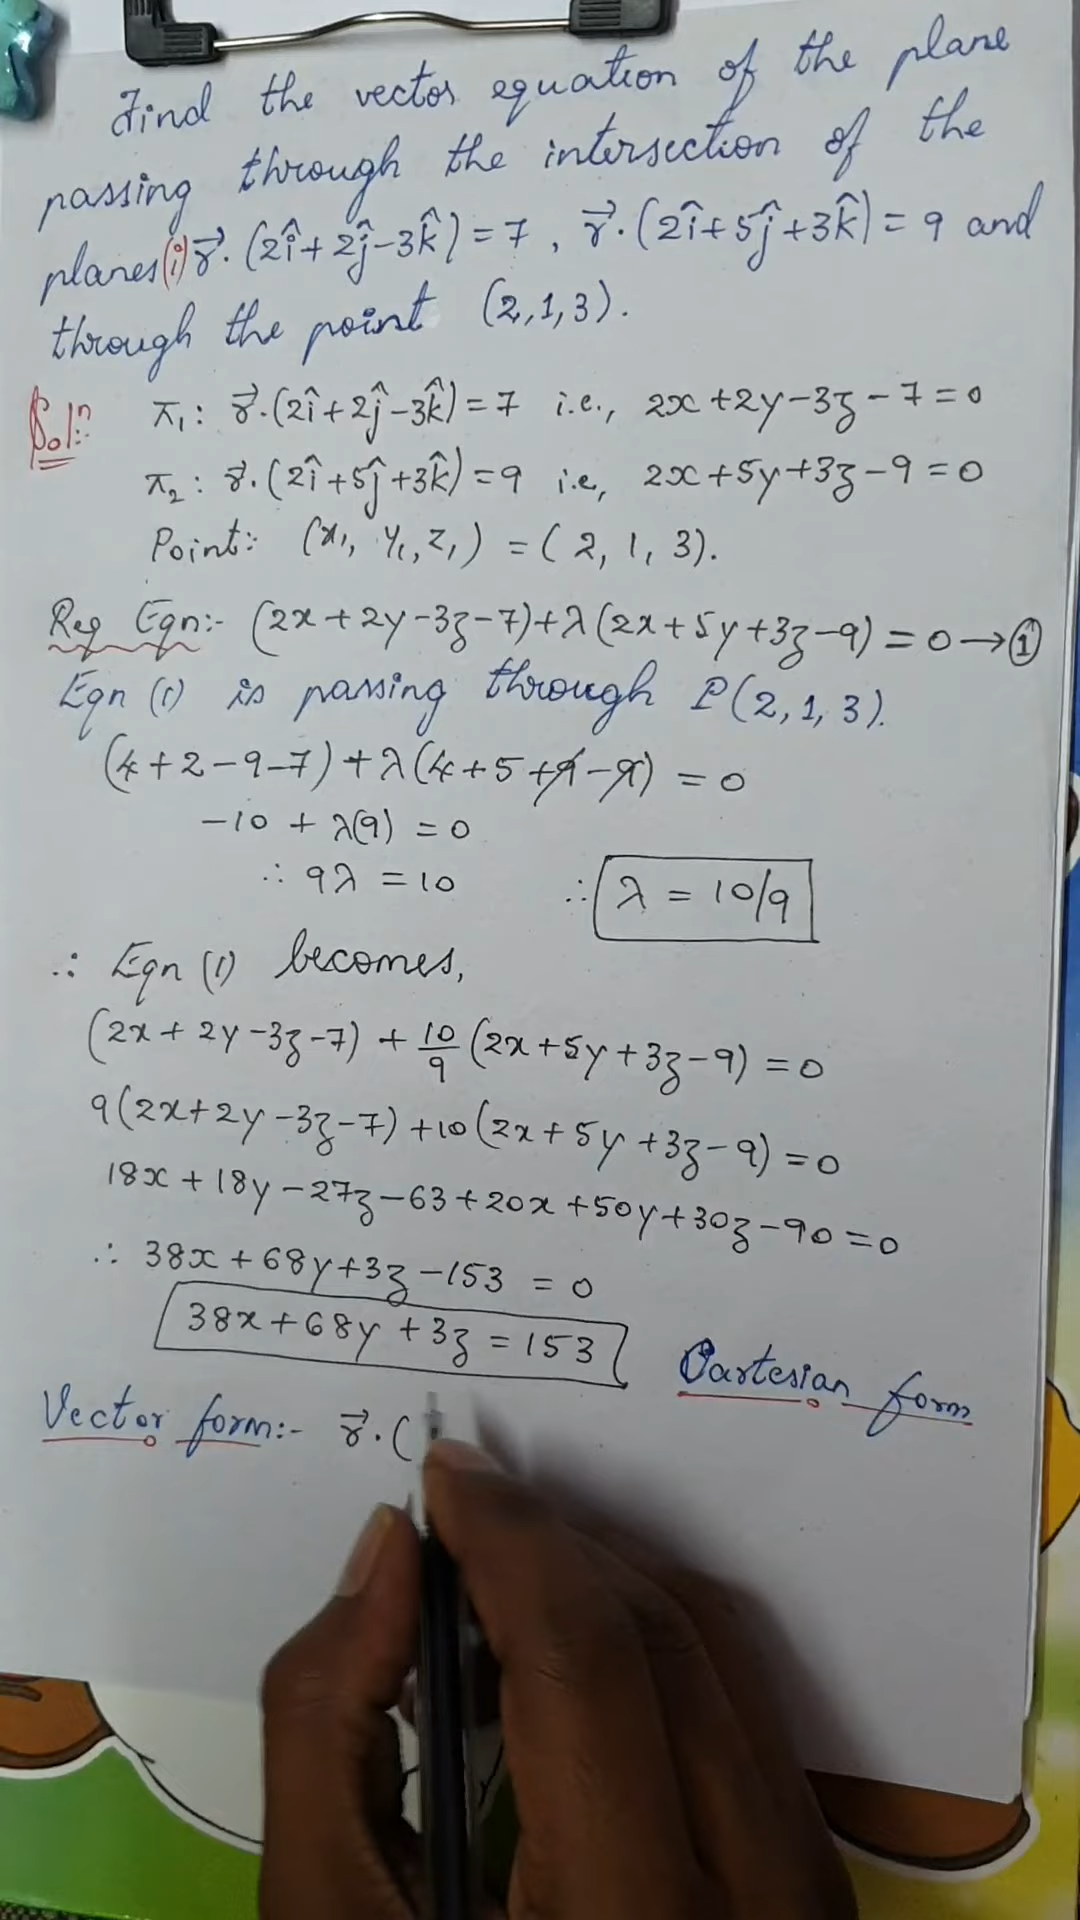 Find the vector equation of the plane
passing through the intersection of the
planes (i) r⃗.(2î+2ĵ-3k̂)=7, r⃗.(2î+5ĵ+3k̂)=9 and
through the point (2,1,3).
Soln:
π₁: r⃗.(2î+2ĵ-3k̂)=7 i.e., 2x+2y-3z-7=0
π₂: r⃗.(2î+5ĵ+3k̂)=9 i.e, 2x+5y+3z-9=0
Point:- (x₁, y₁, z₁) = (2, 1, 3).
Req Eqn:- (2x+2y-3z-7)+λ(2x+5y+3z-9)=0→①
Eqn (1) is passing through P(2,1,3).
(4+2-9-7)+λ(4+5+9-9) = 0
-10 + λ(9) = 0
∴ 9λ = 10 ∴ λ = 10/9
∴ Eqn (1) becomes,
(2x+2y-3z-7) + 10/9 (2x+5y+3z-9) = 0
9(2x+2y-3z-7)+10(2x+5y+3z-9)=0
18x+18y-27z-63+20x+50y+30z-90=0
∴ 38x+68y+3z-153 = 0
38x+68y+3z = 153 Cartesian form
Vector form:- r⃗.(